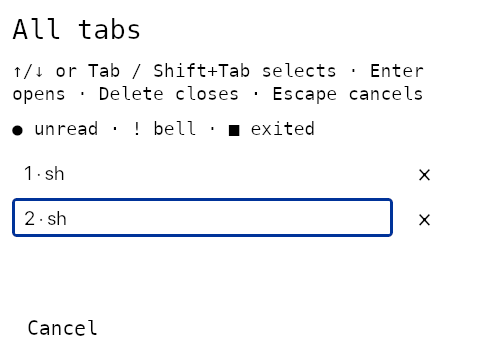 All tabs
↑/↓ or Tab / Shift+Tab selects · Enter
opens · Delete closes · Escape cancels
● unread · ! bell · ■ exited
1 · sh ×
2 · sh ×
Cancel